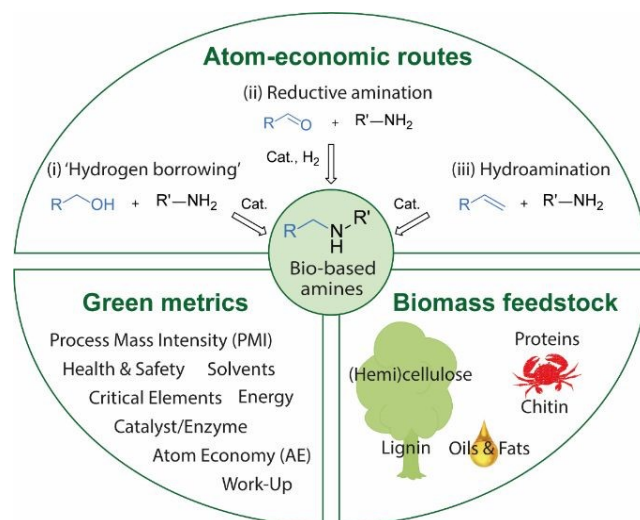 Atom-economic routes
(ii) Reductive amination
R O + R'—NH2
Cat., H2
(i) 'Hydrogen borrowing'
R OH + R'—NH2
Cat.
(iii) Hydroamination
R + R'—NH2
Cat.
R N R'
H
Bio-based
amines
Green metrics
Process Mass Intensity (PMI)
Health & Safety Solvents
Critical Elements Energy
Catalyst/Enzyme
Atom Economy (AE)
Work-Up
Biomass feedstock
(Hemi)cellulose
Lignin
Proteins
Chitin
Oils & Fats